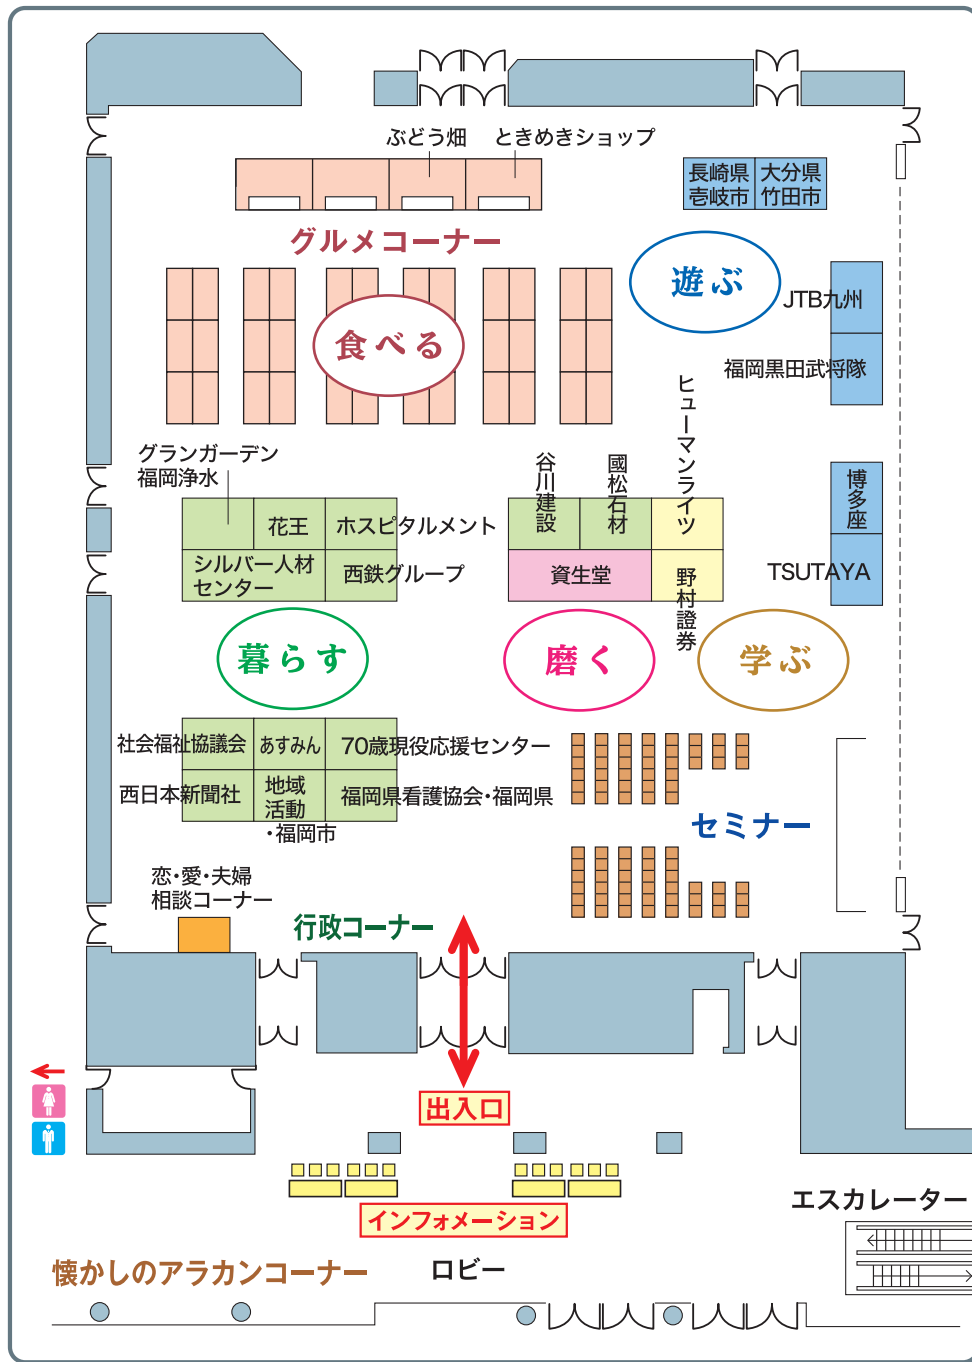 ぶどう畑
ときめきショップ
長崎県
壱岐市
大分県
竹田市
グルメコーナー
遊ぶ
JTB九州
食べる
福岡黒田武将隊
ヒューマンライツ
グランガーデン
福岡浄水
谷川建設
國松石材
博多座
花王
ホスピタルメント
シルバー人材
センター
西鉄グループ
資生堂
野村證券
TSUTAYA
暮らす
磨く
学ぶ
社会福祉協議会
あすみん
70歳現役応援センター
西日本新聞社
地域
活動
・福岡市
福岡県看護協会・福岡県
セミナー
恋・愛・夫婦
相談コーナー
行政コーナー
出入口
インフォメーション
エスカレーター
懐かしのアラカンコーナー
ロビー